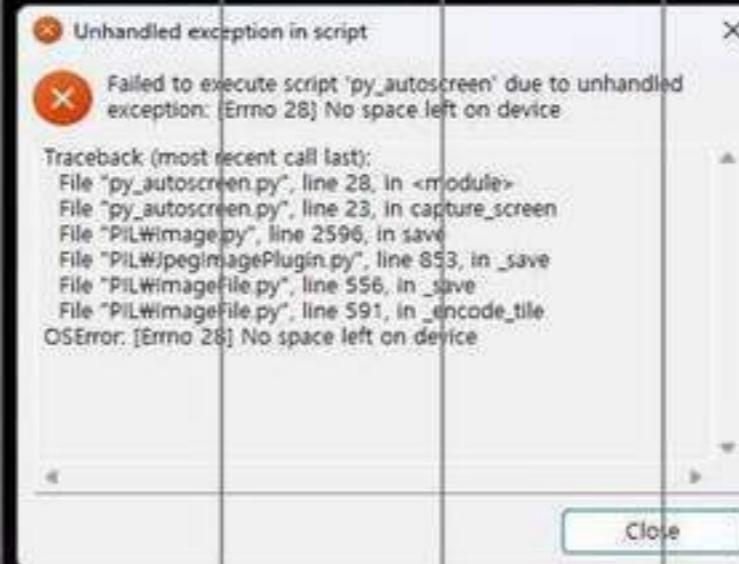 Unhandled exception in script
Failed to execute script 'py_autoscreen' due to unhandled
exception: [Errno 28] No space left on device
Traceback (most recent call last):
File "py_autoscreen.py", line 28, in <module>
File "py_autoscreen.py", line 23, in capture_screen
File "PIL₩Image.py", line 2596, in save
File "PIL₩JpegImagePlugin.py", line 853, in _save
File "PIL₩ImageFile.py", line 556, in _save
File "PIL₩ImageFile.py", line 591, in _encode_tile
OSError: [Errno 28] No space left on device
Close